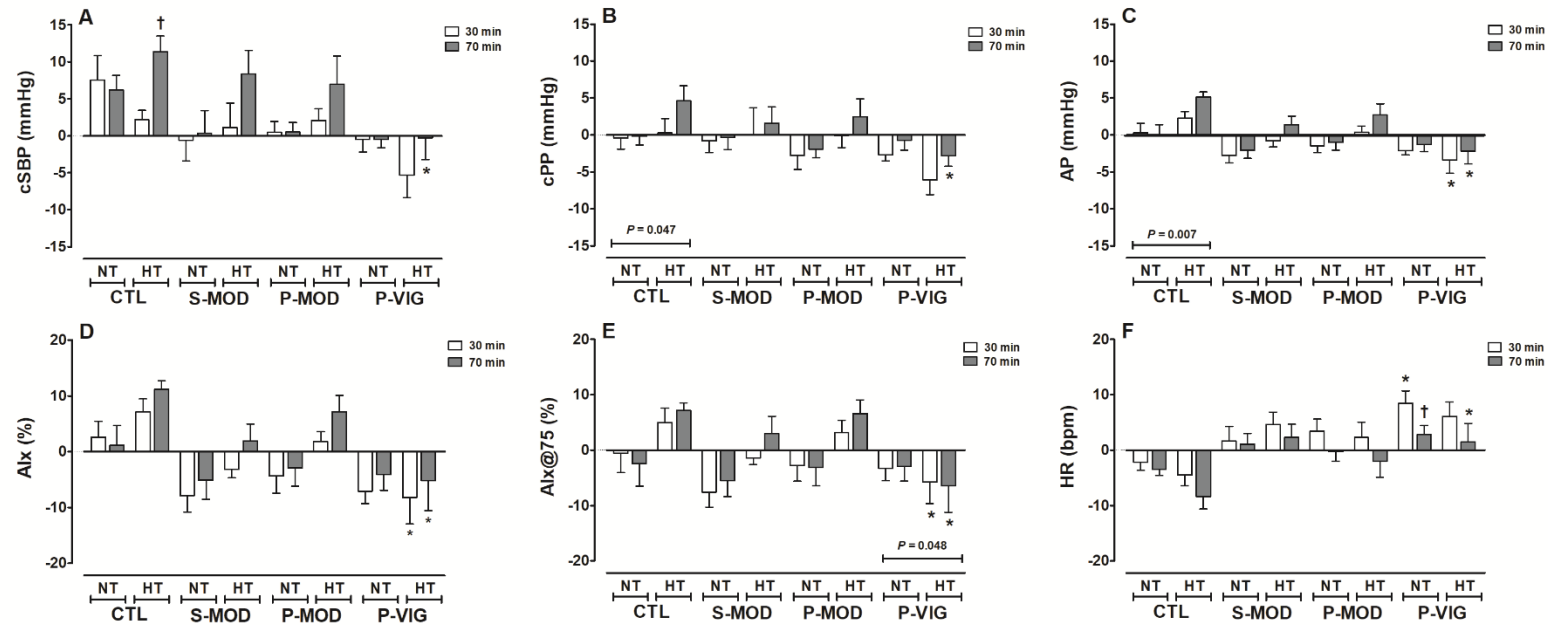 A
15
10
5
0
-5
-10
-15
cSBP (mmHg)
†
*
30 min
70 min
NT HT NT HT NT HT NT HT
CTL S-MOD P-MOD P-VIG
B
15
10
5
0
-5
-10
-15
cPP (mmHg)
*
30 min
70 min
P = 0.047
NT HT NT HT NT HT NT HT
CTL S-MOD P-MOD P-VIG
C
15
10
5
0
-5
-10
-15
AP (mmHg)
* *
30 min
70 min
P = 0.007
NT HT NT HT NT HT NT HT
CTL S-MOD P-MOD P-VIG
D
20
10
0
-10
-20
AIx (%)
* *
30 min
70 min
NT HT NT HT NT HT NT HT
CTL S-MOD P-MOD P-VIG
E
20
10
0
-10
-20
AIx@75 (%)
* *
30 min
70 min
P = 0.048
NT HT NT HT NT HT NT HT
CTL S-MOD P-MOD P-VIG
F
20
10
0
-10
-20
HR (bpm)
* † *
30 min
70 min
NT HT NT HT NT HT NT HT
CTL S-MOD P-MOD P-VIG